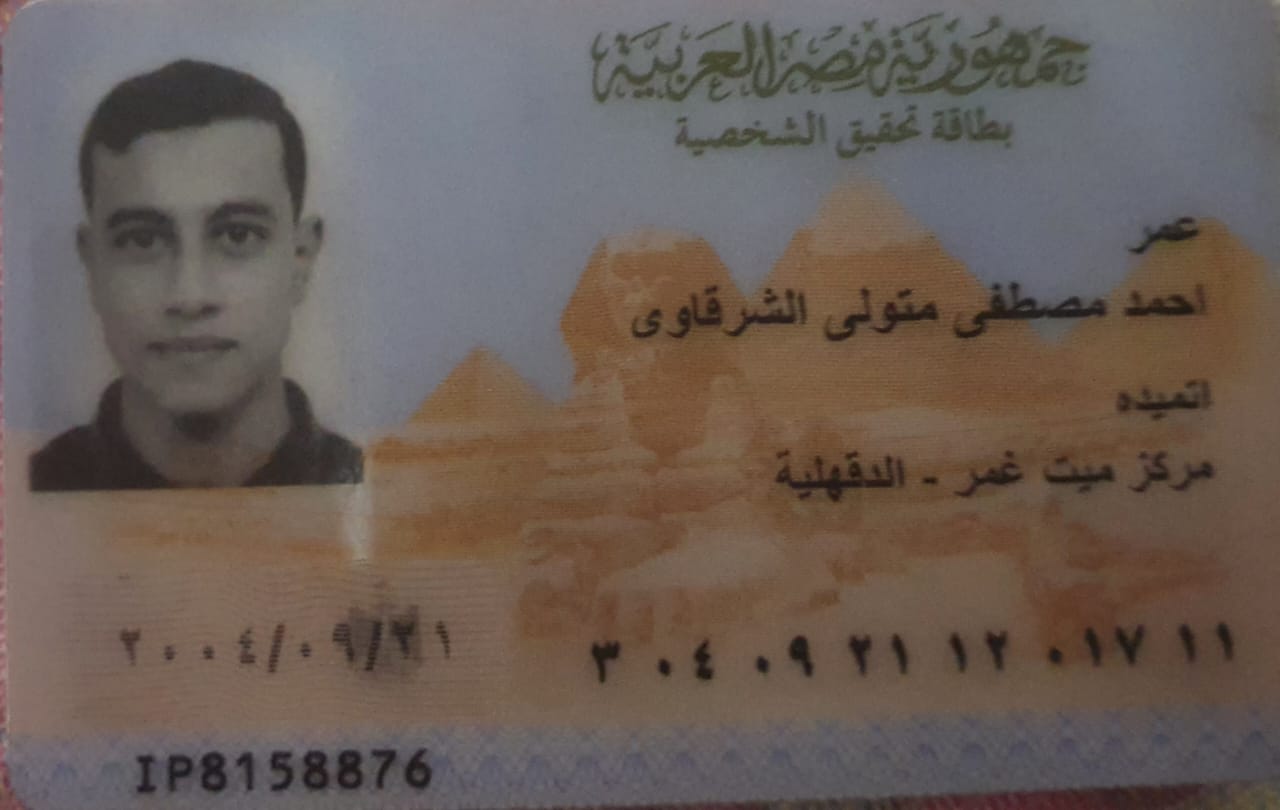 جمهورية مصر العربية
بطاقة تحقيق الشخصية
عمر
احمد مصطفى متولى الشرقاوى
اتميده
مركز ميت غمر - الدقهلية
٣٠٤٠٩٢١١٢٠١٧١١
٢٠٠٤/٠٩/٢١
IP8158876